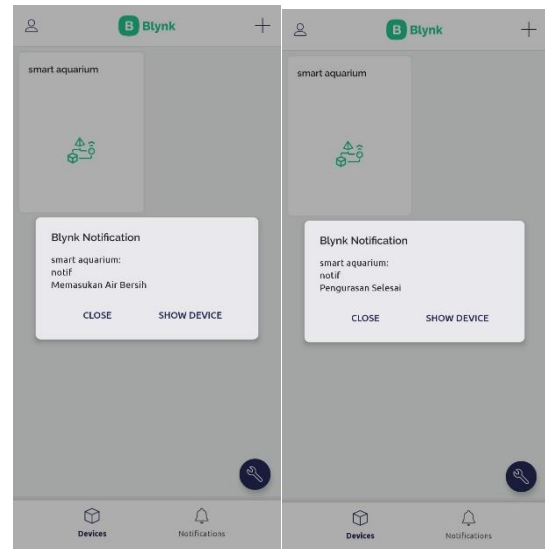 B Blynk
smart aquarium
Blynk Notification
smart aquarium:
notif
Memasukan Air Bersih
CLOSE SHOW DEVICE
Devices Notifications
B Blynk
smart aquarium
Blynk Notification
smart aquarium:
notif
Pengurasan Selesai
CLOSE SHOW DEVICE
Devices Notifications